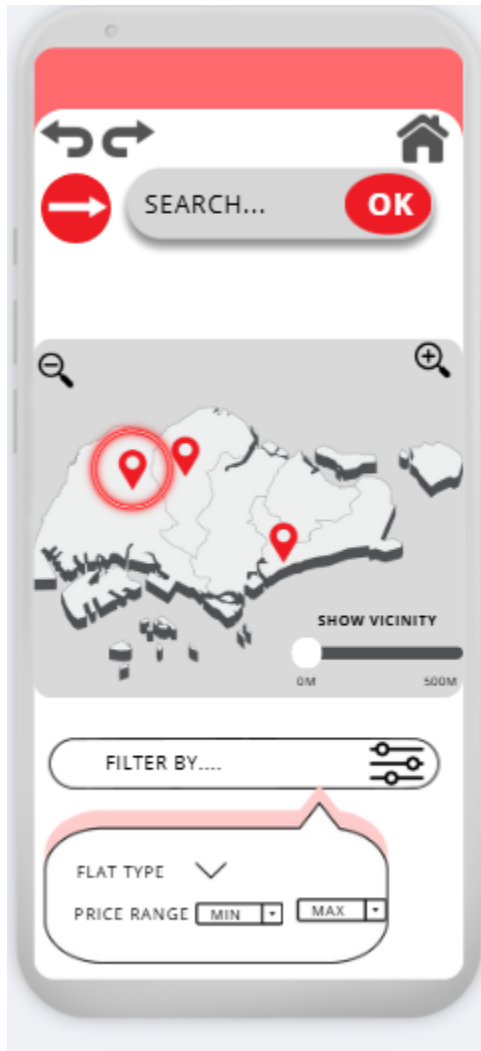 SEARCH...
OK
SHOW VICINITY
0M 500M
FILTER BY....
FLAT TYPE
PRICE RANGE MIN MAX